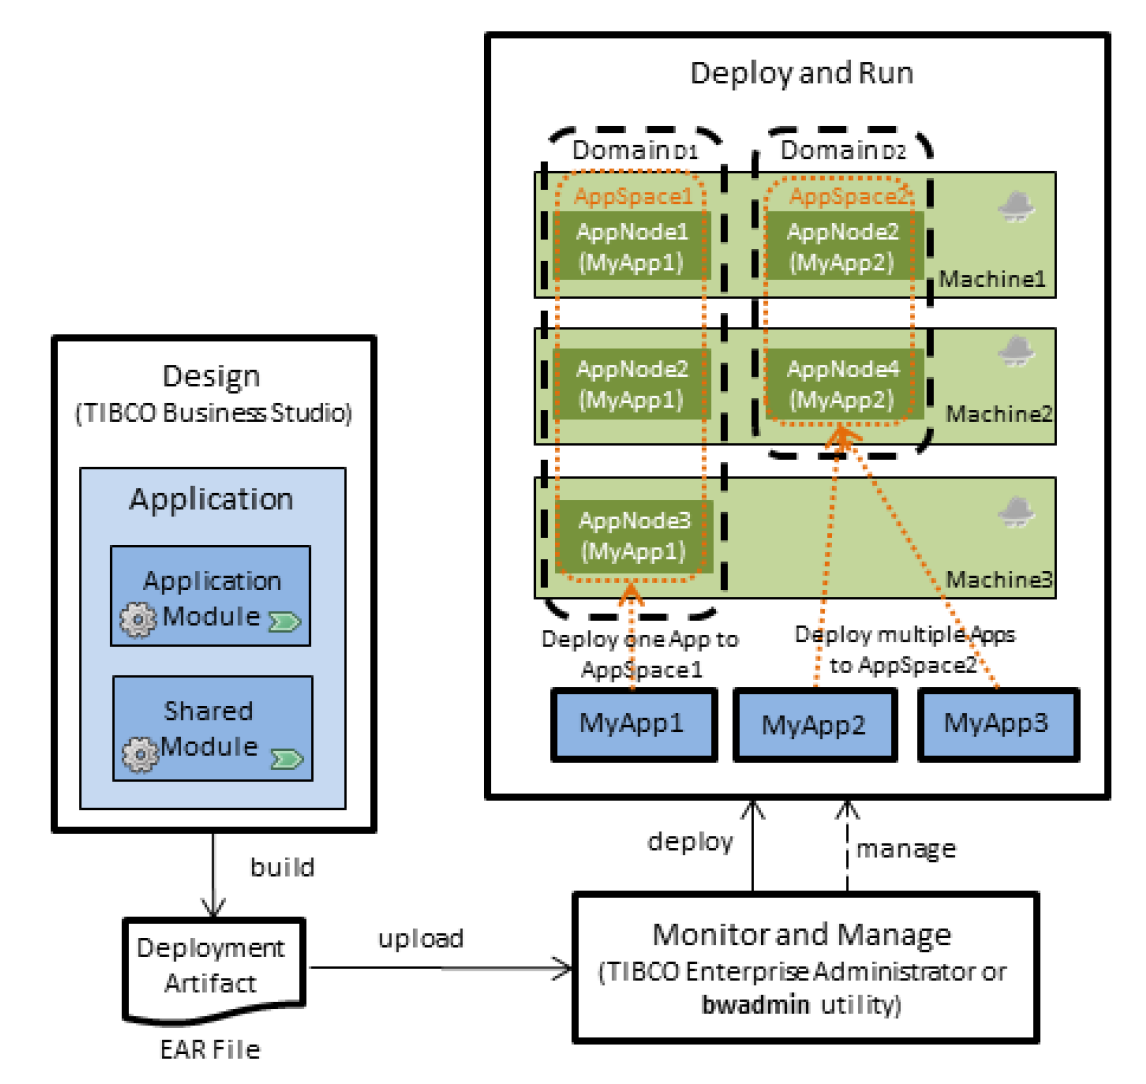 Deploy and Run
Domain D1
Domain D2
AppSpace1
AppSpace2
AppNode1
(MyApp1)
AppNode2
(MyApp2)
Machine1
AppNode2
(MyApp1)
AppNode4
(MyApp2)
Machine2
AppNode3
(MyApp1)
Machine3
Deploy one App to
AppSpace1
Deploy multiple Apps
to AppSpace2
MyApp1
MyApp2
MyApp3
Design
(TIBCO Business Studio)
Application
Application
Module
Shared
Module
build
deploy
manage
Deployment
Artifact
EAR File
upload
Monitor and Manage
(TIBCO Enterprise Administrator or
bwadmin utility)